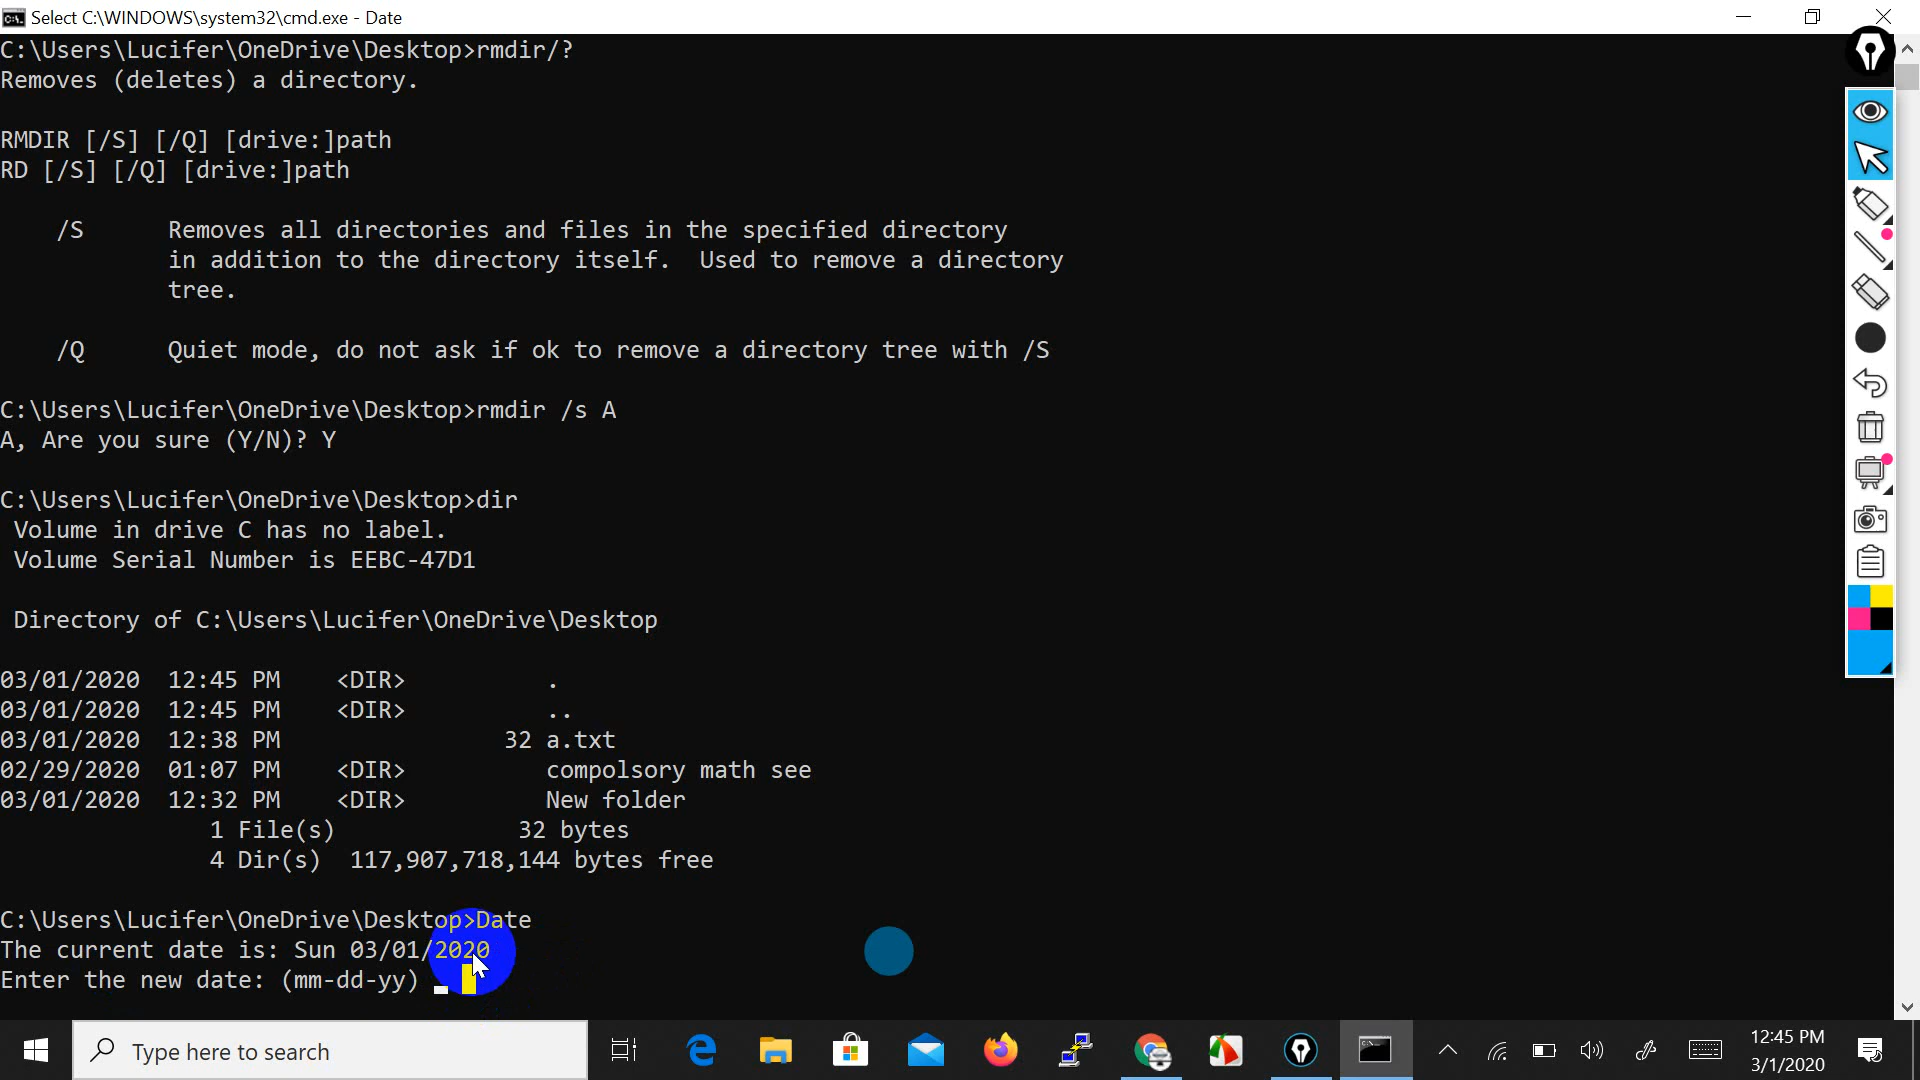 Select C:\WINDOWS\system32\cmd.exe - Date
C:\Users\Lucifer\OneDrive\Desktop>rmdir/?
Removes (deletes) a directory.
RMDIR [/S] [/Q] [drive:]path
RD [/S] [/Q] [drive:]path
/S Removes all directories and files in the specified directory
in addition to the directory itself. Used to remove a directory
tree.
/Q Quiet mode, do not ask if ok to remove a directory tree with /S
C:\Users\Lucifer\OneDrive\Desktop>rmdir /s A
A, Are you sure (Y/N)? Y
C:\Users\Lucifer\OneDrive\Desktop>dir
Volume in drive C has no label.
Volume Serial Number is EEBC-47D1
Directory of C:\Users\Lucifer\OneDrive\Desktop
03/01/2020 12:45 PM <DIR> .
03/01/2020 12:45 PM <DIR> ..
03/01/2020 12:38 PM 32 a.txt
02/29/2020 01:07 PM <DIR> compolsory math see
03/01/2020 12:32 PM <DIR> New folder
1 File(s) 32 bytes
4 Dir(s) 117,907,718,144 bytes free
C:\Users\Lucifer\OneDrive\Desktop>Date
The current date is: Sun 03/01/2020
Enter the new date: (mm-dd-yy)
Type here to search
12:45 PM
3/1/2020